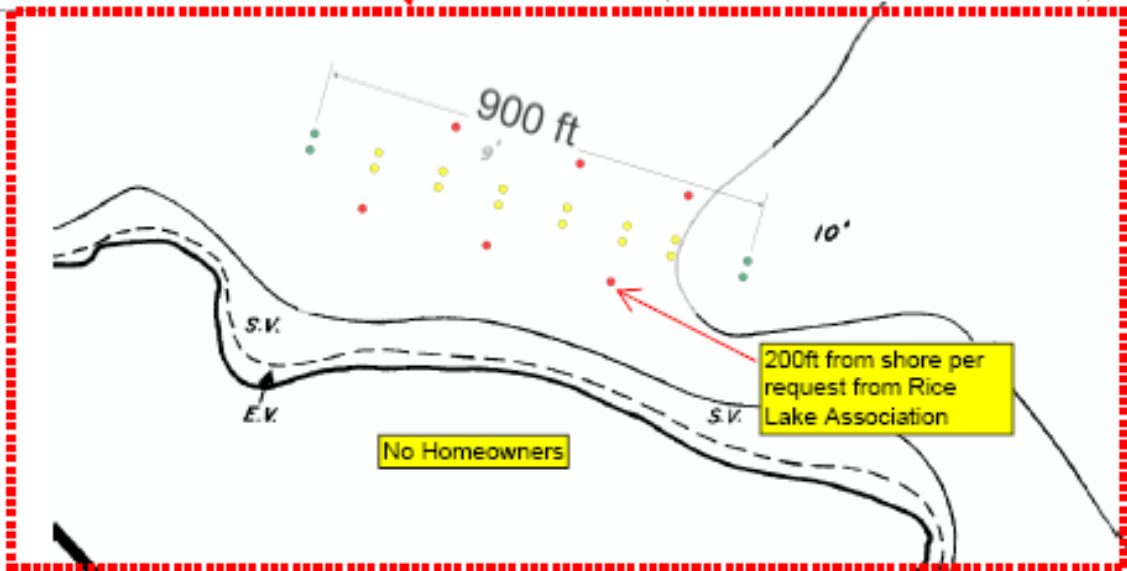 900 ft
9'
10'
S.V.
E.V.
200ft from shore per
request from Rice
Lake Association
S.V.
No Homeowners